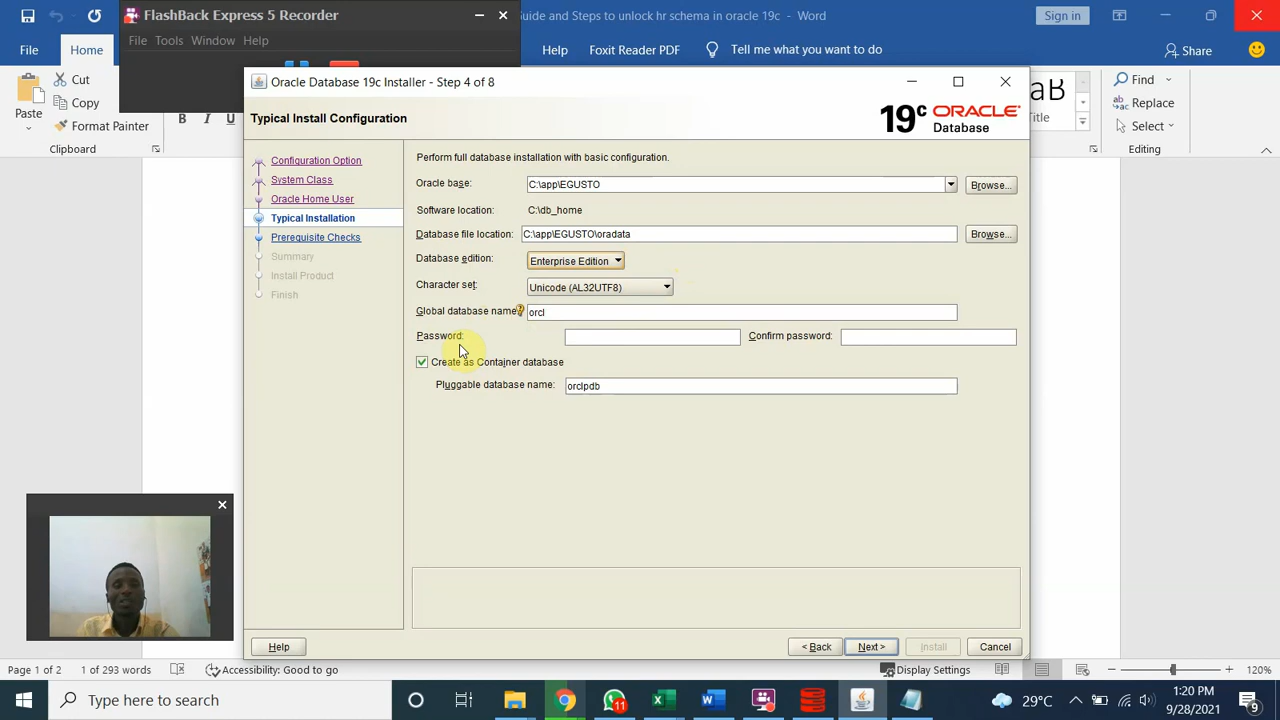 FlashBack Express 5 Recorder
Guide and Steps to unlock hr schema in oracle 19c - Word
Sign in
File Tools Window Help
File Home Help Foxit Reader PDF Tell me what you want to do Share
Paste
Cut
Copy
Format Painter
Clipboard
B I U
Title
Find
Replace
Select
Editing
Oracle Database 19c Installer - Step 4 of 8
Typical Install Configuration
19c ORACLE
Database
Configuration Option
System Class
Oracle Home User
Typical Installation
Prerequisite Checks
Summary
Install Product
Finish
Perform full database installation with basic configuration.
Oracle base: C:\app\EGUSTO Browse...
Software location: C:\db_home
Database file location: C:\app\EGUSTO\oradata Browse...
Database edition: Enterprise Edition
Character set: Unicode (AL32UTF8)
Global database name: orcl
Password: Confirm password:
Create as Container database
Pluggable database name: orclpdb
Help < Back Next > Install Cancel
Page 1 of 2 1 of 293 words Accessibility: Good to go Display Settings 120%
Type here to search
11
29°C
1:20 PM
9/28/2021
9